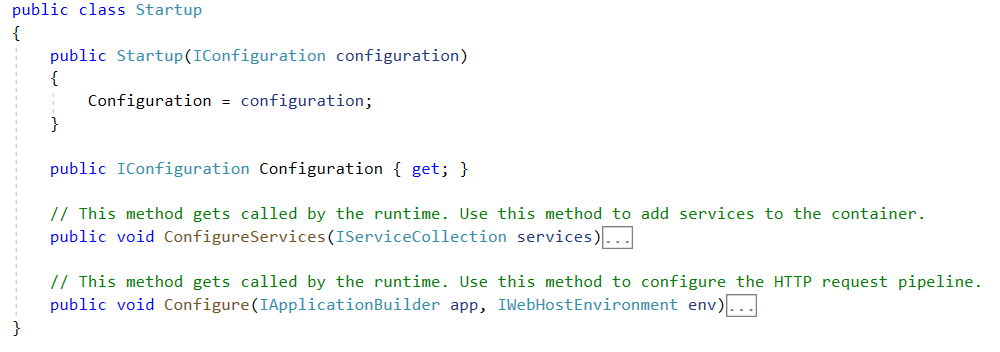 public class Startup
{
    public Startup(IConfiguration configuration)
    {
        Configuration = configuration;
    }

    public IConfiguration Configuration { get; }

    // This method gets called by the runtime. Use this method to add services to the container.
    public void ConfigureServices(IServiceCollection services)...

    // This method gets called by the runtime. Use this method to configure the HTTP request pipeline.
    public void Configure(IApplicationBuilder app, IWebHostEnvironment env)...
}